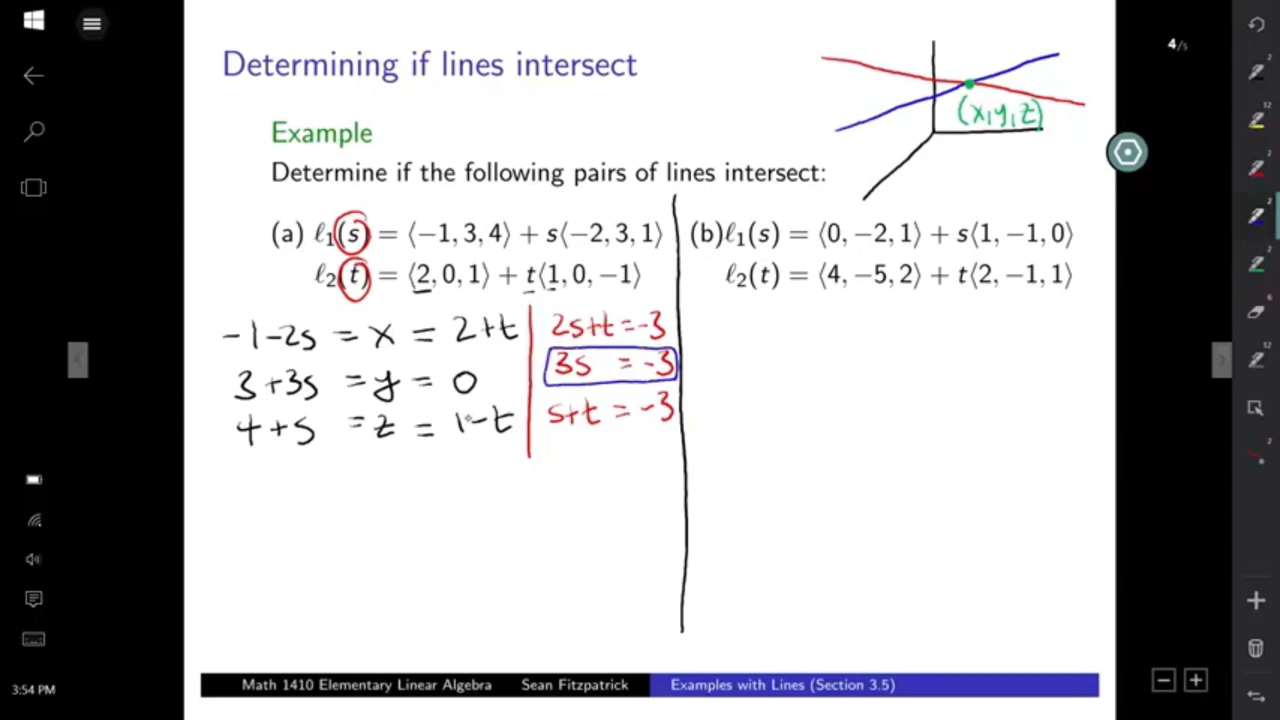 4/5
Determining if lines intersect
(x,y,z)
Example
Determine if the following pairs of lines intersect:
(a) ℓ₁(s) = ⟨−1, 3, 4⟩ + s⟨−2, 3, 1⟩
ℓ₂(t) = ⟨2, 0, 1⟩ + t⟨1, 0, −1⟩
(b)ℓ₁(s) = ⟨0, −2, 1⟩ + s⟨1, −1, 0⟩
ℓ₂(t) = ⟨4, −5, 2⟩ + t⟨2, −1, 1⟩
-1-2s = x = 2+t
3+3s = y = 0
4+s = z = 1-t
2s+t = -3
3s = -3
s+t = -3
Math 1410 Elementary Linear Algebra Sean Fitzpatrick Examples with Lines (Section 3.5)
3:54 PM